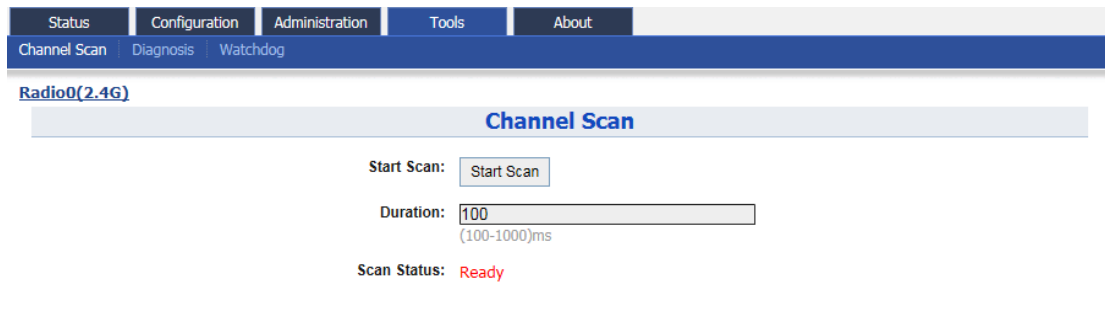 Status Configuration Administration Tools About
Channel Scan Diagnosis Watchdog
Radio0(2.4G)
Channel Scan
Start Scan: Start Scan
Duration: 100
(100-1000)ms
Scan Status: Ready